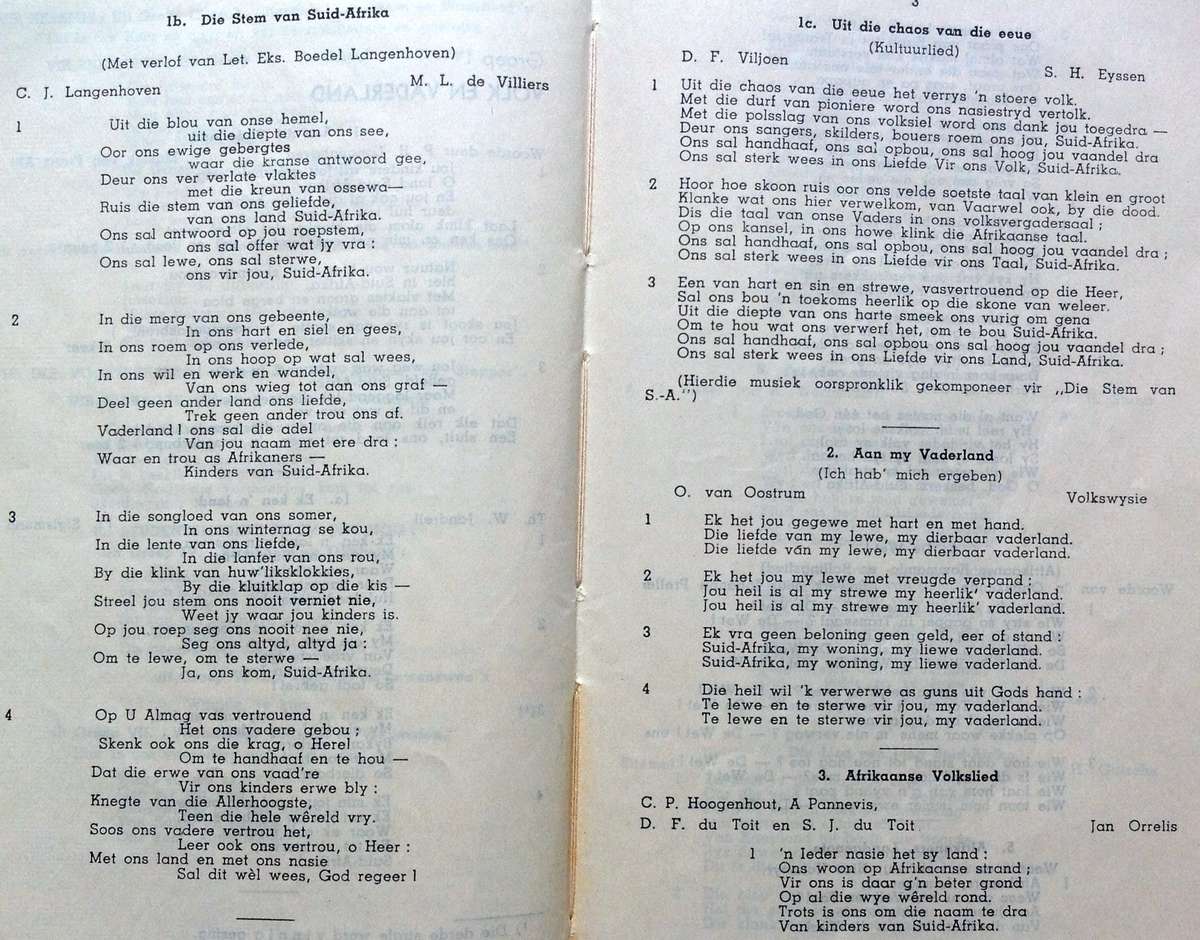 1b. Die Stem van Suid-Afrika
(Met verlof van Let. Eks. Boedel Langenhoven)
C. J. Langenhoven
M. L. de Villiers
1 Uit die blou van onse hemel,
uit die diepte van ons see,
Oor ons ewige gebergtes
waar die kranse antwoord gee,
Deur ons ver verlate vlaktes
met die kreun van ossewa—
Ruis die stem van ons geliefde,
van ons land Suid-Afrika.
Ons sal antwoord op jou roepstem,
ons sal offer wat jy vra :
Ons sal lewe, ons sal sterwe,
ons vir jou, Suid-Afrika.
2 In die merg van ons gebeente,
In ons hart en siel en gees,
In ons roem op ons verlede,
In ons hoop op wat sal wees,
In ons wil en werk en wandel,
Van ons wieg tot aan ons graf —
Deel geen ander land ons liefde,
Trek geen ander trou ons af.
Vaderland ! ons sal die adel
Van jou naam met ere dra :
Waar en trou as Afrikaners —
Kinders van Suid-Afrika.
3 In die songloed van ons somer,
In ons winternag se kou,
In die lente van ons liefde,
In die lanfer van ons rou,
By die klink van huw'liksklokkies,
By die kluitklap op die kis —
Streel jou stem ons nooit verniet nie,
Weet jy waar jou kinders is.
Op jou roep seg ons nooit nee nie,
Seg ons altyd, altyd ja :
Om te lewe, om te sterwe —
Ja, ons kom, Suid-Afrika.
4 Op U Almag vas vertrouend
Het ons vadere gebou ;
Skenk ook ons die krag, o Here!
Om te handhaaf en te hou —
Dat die erwe van ons vaad're
Vir ons kinders erwe bly :
Knegte van die Allerhoogste,
Teen die hele wêreld vry.
Soos ons vadere vertrou het,
Leer ook ons vertrou, o Heer :
Met ons land en met ons nasie
Sal dit wèl wees, God regeer !
3
1c. Uit die chaos van die eeue
(Kultuurlied)
D. F. Viljoen
S. H. Eyssen
1 Uit die chaos van die eeue het verrys 'n stoere volk.
Met die durf van pioniere word ons nasiestryd vertolk.
Met die polsslag van ons volksiel word ons dank jou toegedra —
Deur ons sangers, skilders, bouers roem ons jou, Suid-Afrika.
Ons sal handhaaf, ons sal opbou, ons sal hoog jou vaandel dra
Ons sal sterk wees in ons Liefde Vir ons Volk, Suid-Afrika.
2 Hoor hoe skoon ruis oor ons velde soetste taal van klein en groot
Klanke wat ons hier verwelkom, van Vaarwel ook, by die dood.
Dis die taal van onse Vaders in ons volksvergadersaal ;
Op ons kansel, in ons howe klink die Afrikaanse taal.
Ons sal handhaaf, ons sal opbou, ons sal hoog jou vaandel dra ;
Ons sal sterk wees in ons Liefde vir ons Taal, Suid-Afrika.
3 Een van hart en sin en strewe, vasvertrouend op die Heer,
Sal ons bou 'n toekoms heerlik op die skone van weleer.
Uit die diepte van ons harte smeek ons vurig om gena
Om te hou wat ons verwerf het, om te bou Suid-Afrika.
Ons sal handhaaf, ons sal opbou ons sal hoog jou vaandel dra ;
Ons sal sterk wees in ons Liefde vir ons Land, Suid-Afrika.
(Hierdie musiek oorspronklik gekomponeer vir ,,Die Stem van
S.-A.")
2. Aan my Vaderland
(Ich hab' mich ergeben)
O. van Oostrum
Volkswysie
1 Ek het jou gegewe met hart en met hand.
Die liefde van my lewe, my dierbaar vaderland.
Die liefde ván my lewe, my dierbaar vaderland.
2 Ek het jou my lewe met vreugde verpand :
Jou heil is al my strewe my heerlik' vaderland.
Jou heil is al my strewe my heerlik' vaderland.
3 Ek vra geen beloning geen geld, eer of stand :
Suid-Afrika, my woning, my liewe vaderland.
Suid-Afrika, my woning, my liewe vaderland.
4 Die heil wil 'k verwerwe as guns uit Gods hand :
Te lewe en te sterwe vir jou, my vaderland.
Te lewe en te sterwe vir jou, my vaderland.
3. Afrikaanse Volkslied
C. P. Hoogenhout, A Pannevis,
D. F. du Toit en S. J. du Toit
Jan Orrelis
1 'n Ieder nasie het sy land :
Ons woon op Afrikaanse strand ;
Vir ons is daar g'n beter grond
Op al die wye wêreld rond.
Trots is ons om die naam te dra
Van kinders van Suid-Afrika.